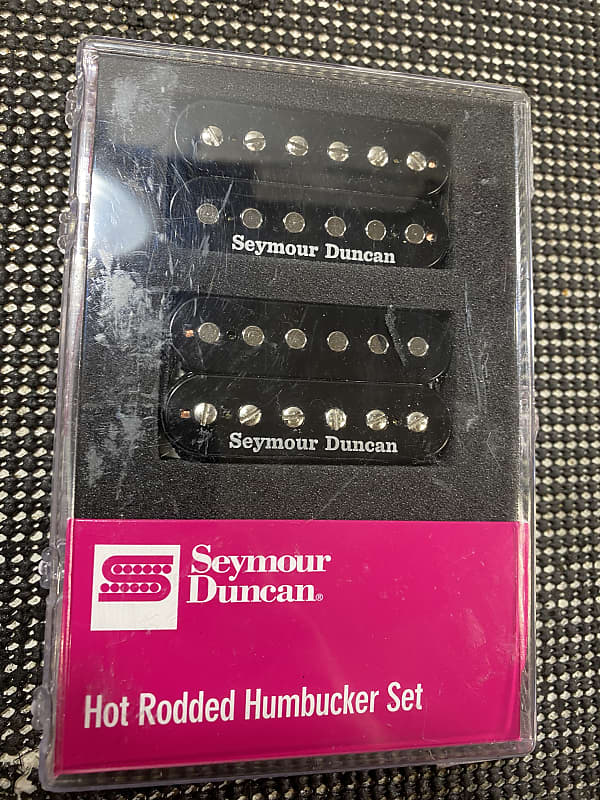 Seymour Duncan
Seymour Duncan
Seymour
Duncan®
Hot Rodded Humbucker Set